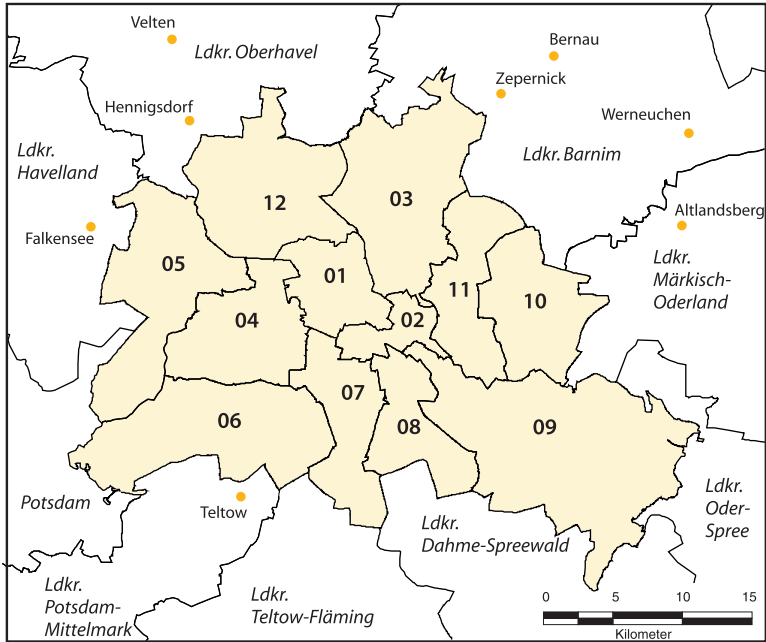 Velten
Bernau
Ldkr. Oberhavel
Zepernick
Hennigsdorf
Werneuchen
Ldkr.
Havelland
Ldkr. Barnim
12
03
Altlandsberg
Falkensee
05
01
11
10
Ldkr.
Märkisch-
Oderland
04
02
07
06
08
09
Potsdam
Teltow
Ldkr.
Oder-
Spree
Ldkr.
Dahme-Spreewald
Ldkr.
Potsdam-
Mittelmark
Ldkr.
Teltow-Fläming
0 5 10 15
Kilometer